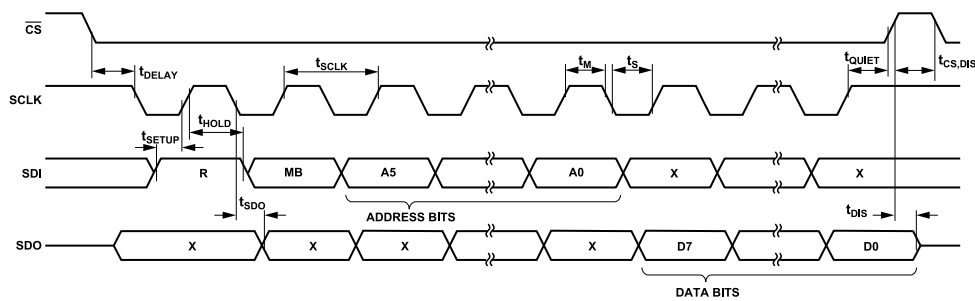 CS
tDELAY
tSCLK
tM
tS
tQUIET
tCS,DIS
SCLK
tSETUP
tHOLD
SDI
R
MB
A5
A0
X
X
tSDO
ADDRESS BITS
tDIS
SDO
X
X
X
X
D7
D0
DATA BITS